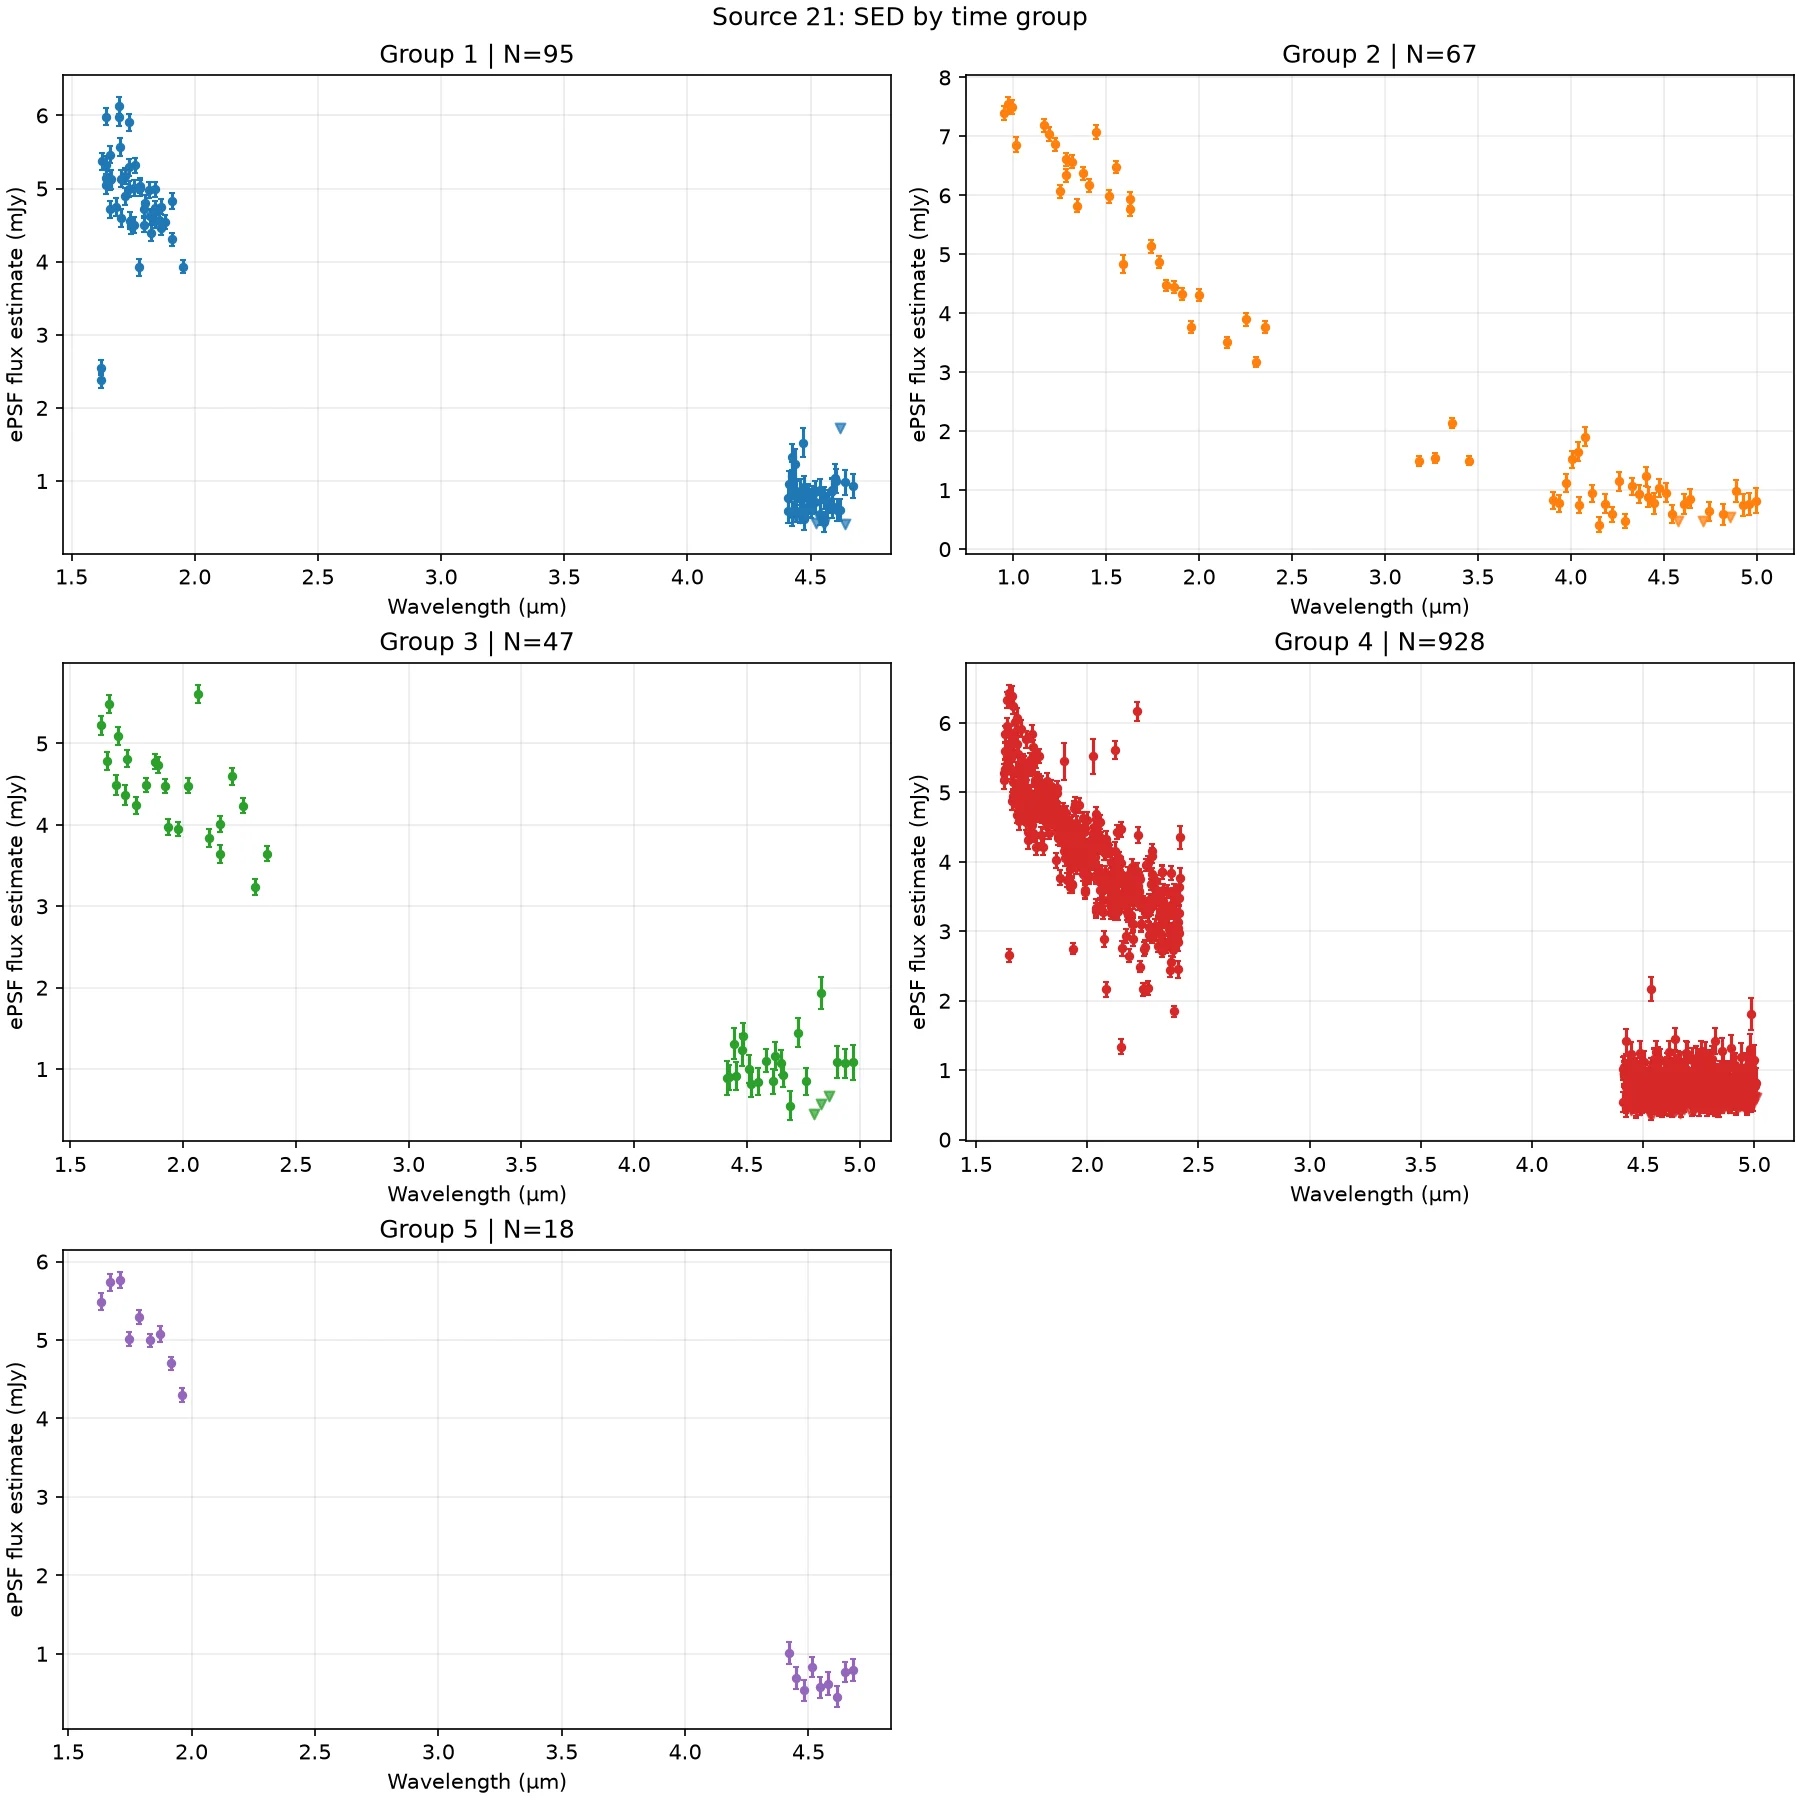 Source 21: SED by time group
Group 1 | N=95
ePSF flux estimate (mJy)
6
5
4
3
2
1
1.5 2.0 2.5 3.0 3.5 4.0 4.5
Wavelength (µm)
Group 2 | N=67
ePSF flux estimate (mJy)
8
7
6
5
4
3
2
1
0
1.0 1.5 2.0 2.5 3.0 3.5 4.0 4.5 5.0
Wavelength (µm)
Group 3 | N=47
ePSF flux estimate (mJy)
5
4
3
2
1
1.5 2.0 2.5 3.0 3.5 4.0 4.5 5.0
Wavelength (µm)
Group 4 | N=928
ePSF flux estimate (mJy)
6
5
4
3
2
1
0
1.5 2.0 2.5 3.0 3.5 4.0 4.5 5.0
Wavelength (µm)
Group 5 | N=18
ePSF flux estimate (mJy)
6
5
4
3
2
1
1.5 2.0 2.5 3.0 3.5 4.0 4.5
Wavelength (µm)